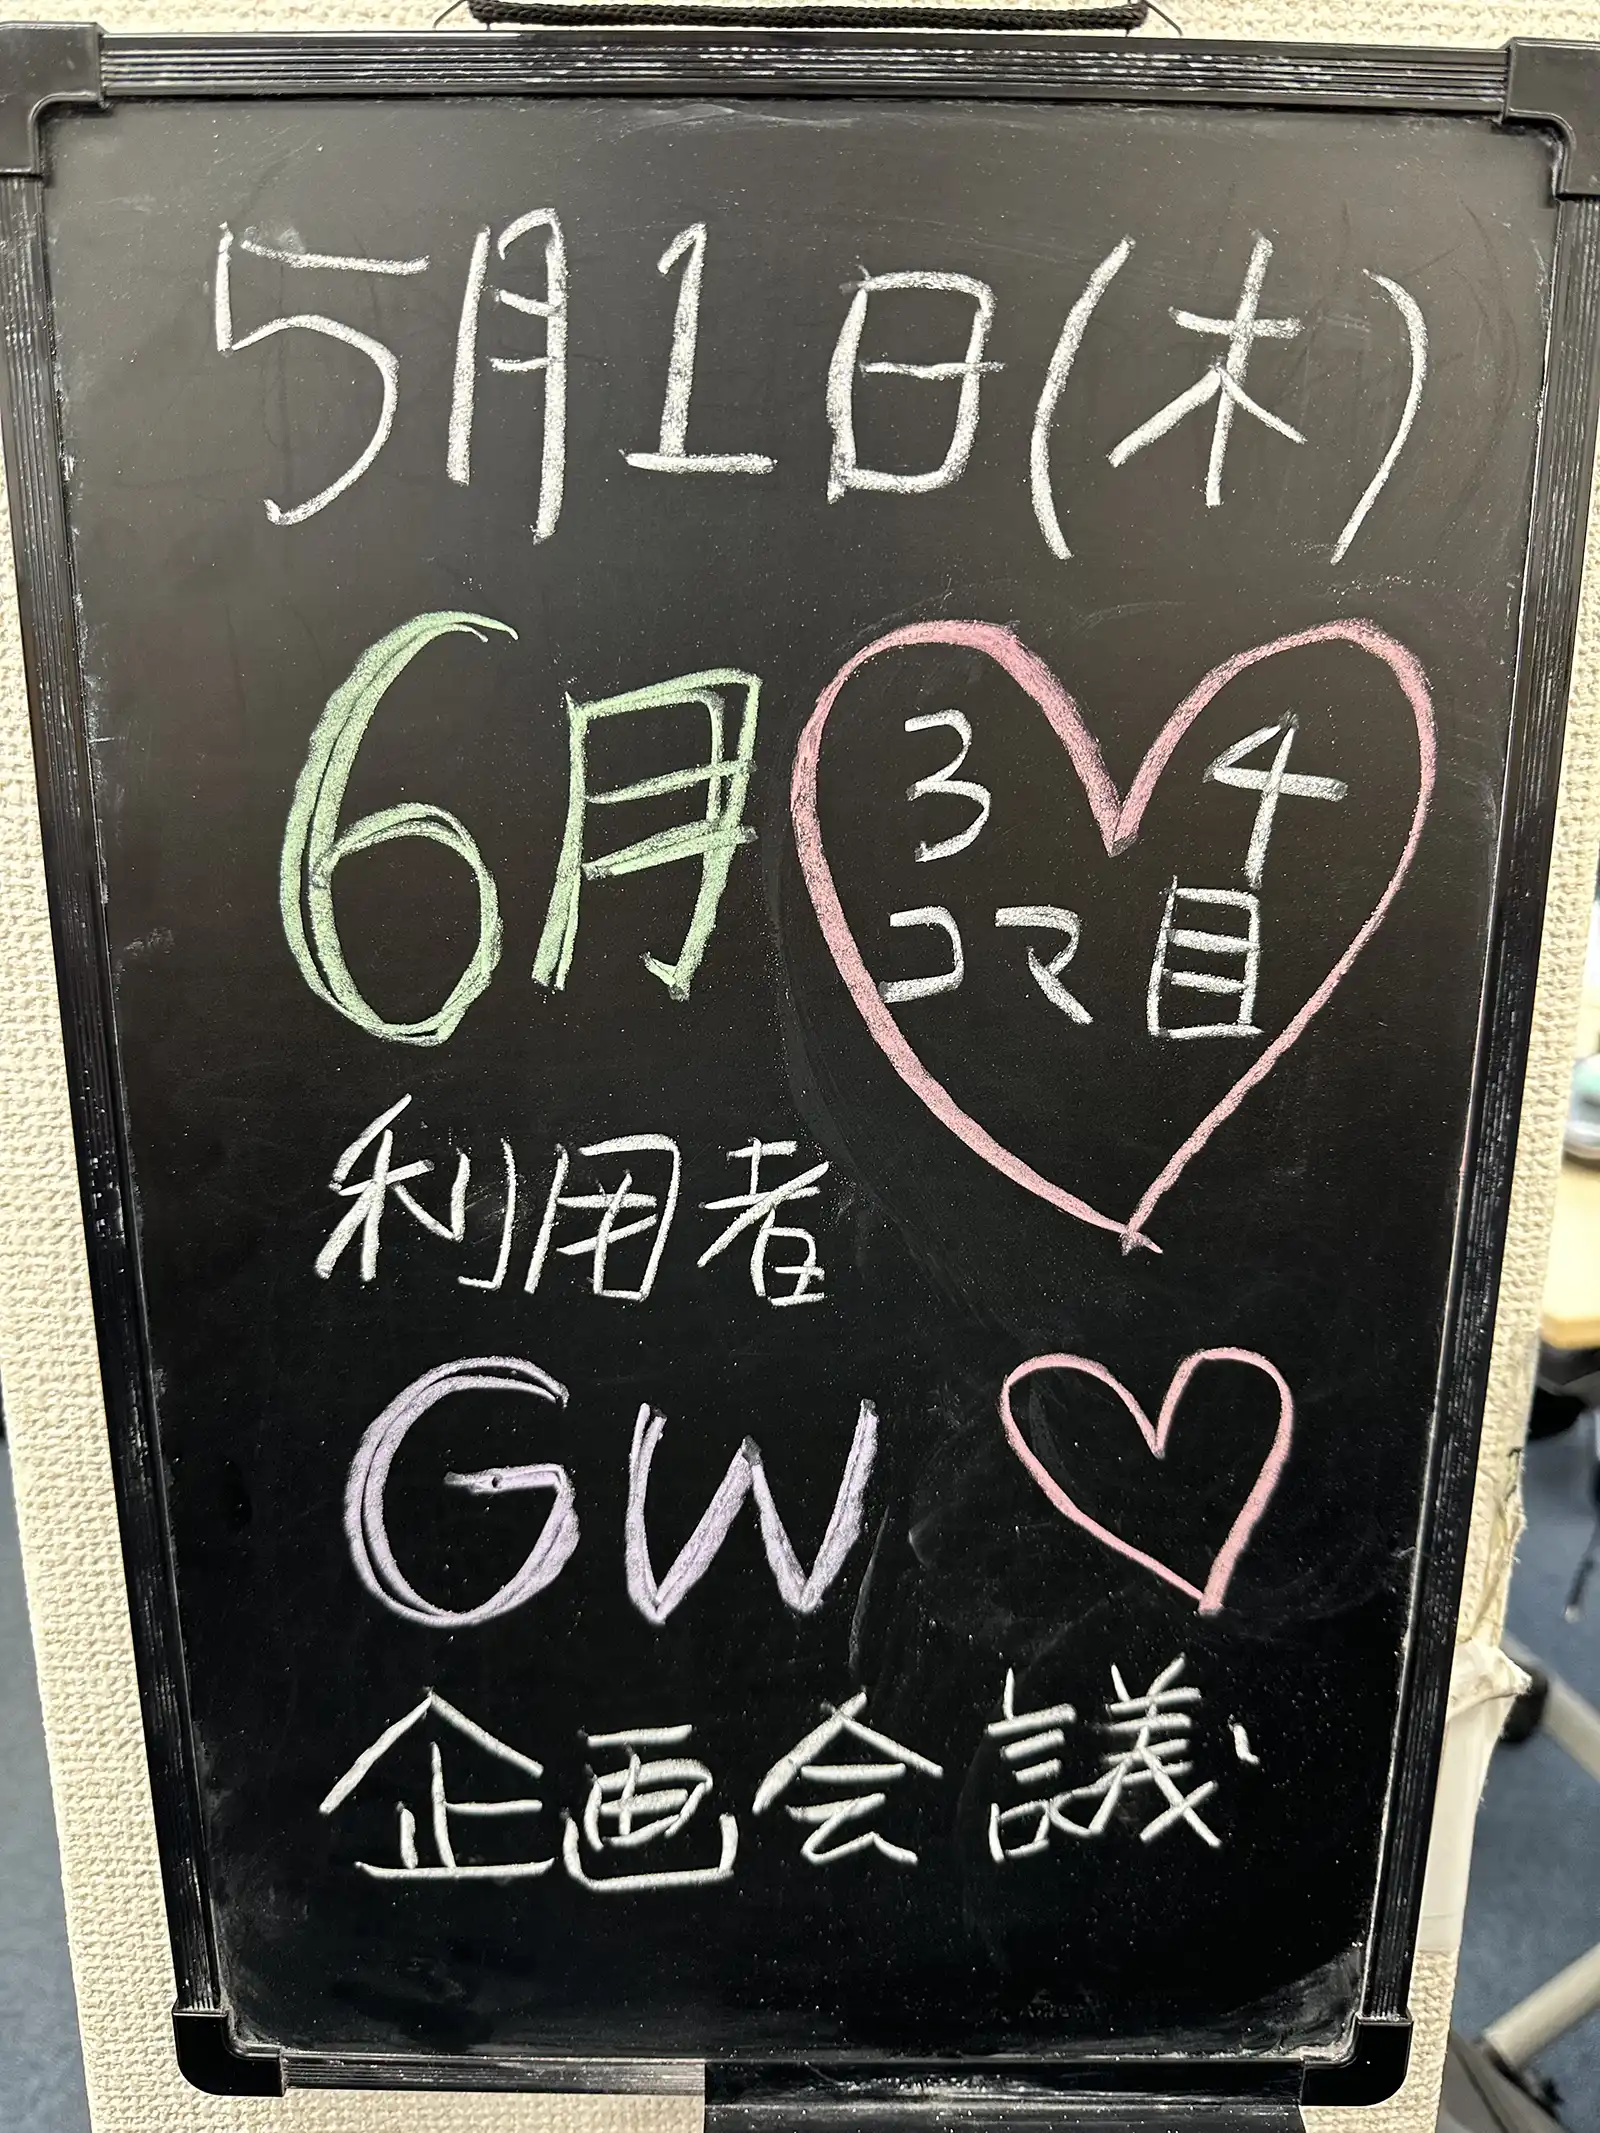 5月1日(木)
6月
3 4
コマ目
利用者
GW
企画会議